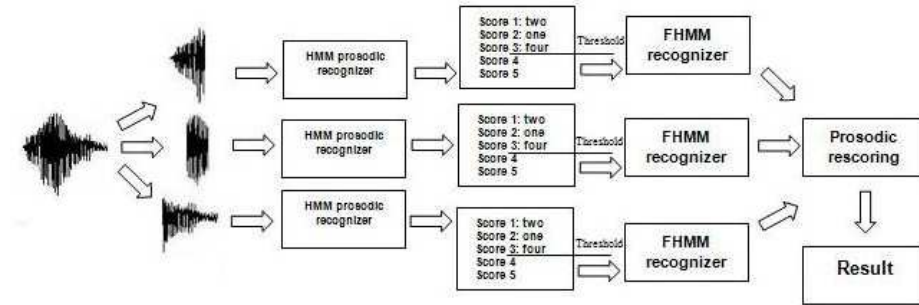 HMM prosodic
recognizer
Score 1: two
Score 2: one
Score 3: four
Score 4
Score 5
Threshold
FHMM
recognizer
HMM prosodic
recognizer
Score 1: two
Score 2: one
Score 3: four
Score 4
Score 5
Threshold
FHMM
recognizer
Prosodic
rescoring
HMM prosodic
recognizer
Score 1: two
Score 2: one
Score 3: four
Score 4
Score 5
Threshold
FHMM
recognizer
Result